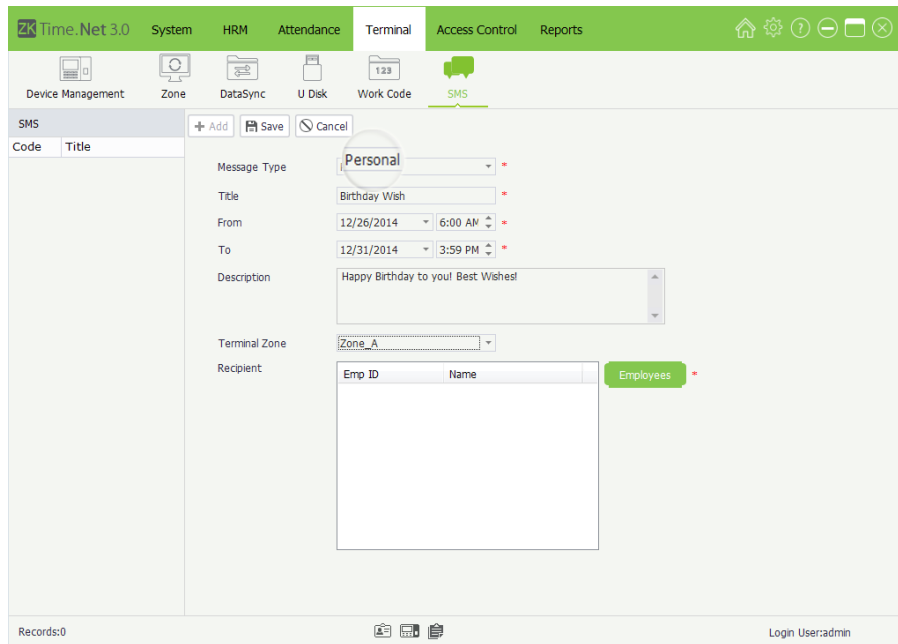 ZK Time.Net 3.0 System HRM Attendance Terminal Access Control Reports
Device Management Zone DataSync U Disk 123 Work Code SMS
SMS + Add Save Cancel
Code Title
Message Type Personal *
Title Birthday Wish *
From 12/26/2014 6:00 AM *
To 12/31/2014 3:59 PM *
Description Happy Birthday to you! Best Wishes!
Terminal Zone Zone_A
Recipient Emp ID Name Employees *
Records:0 Login User:admin